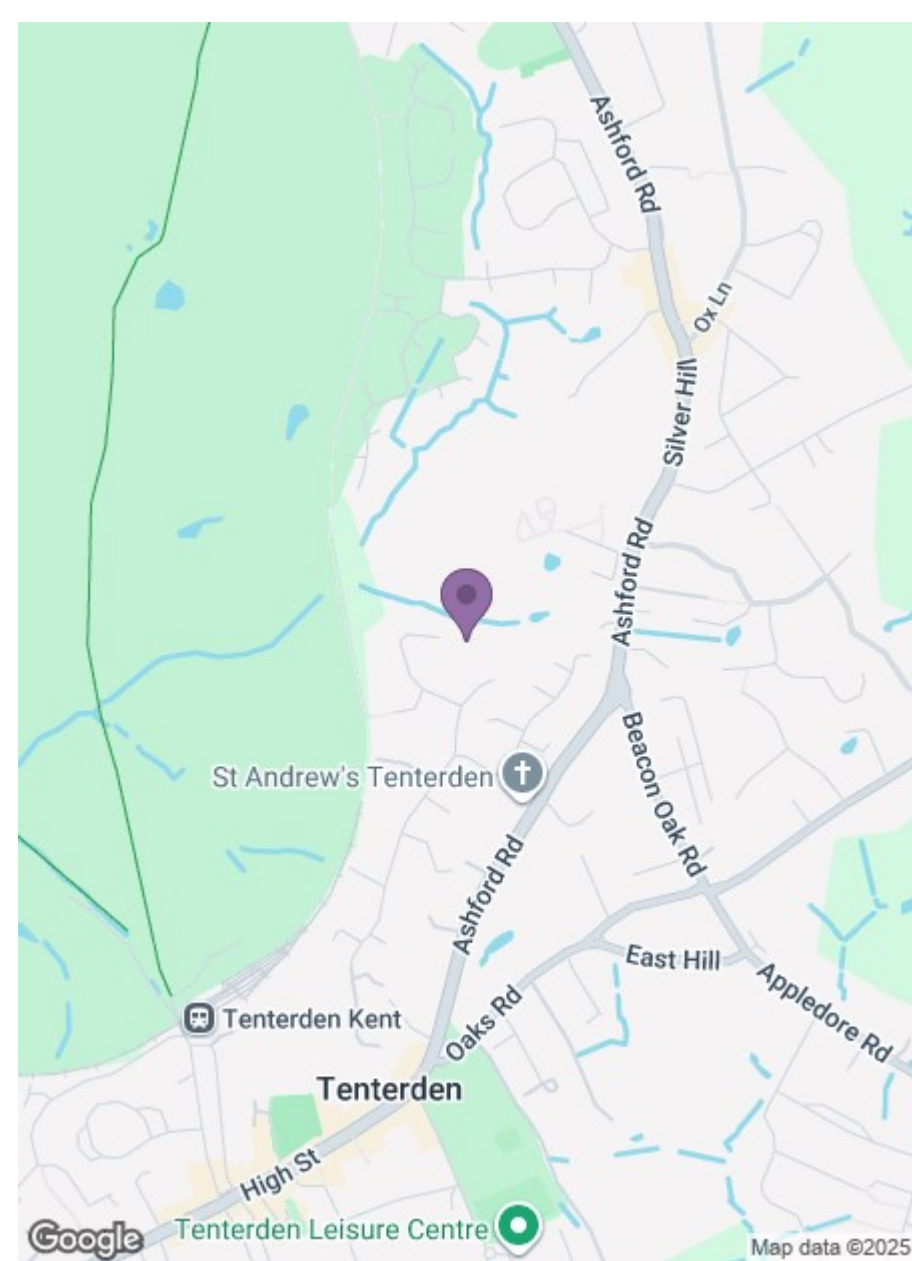 Ashford Rd
Ox Ln
Silver Hill
Ashford Rd
Beacon Oak Rd
St Andrew's Tenterden
Ashford Rd
East Hill
Appledore Rd
Oaks Rd
Tenterden Kent
Tenterden
High St
Tenterden Leisure Centre
Google
Map data ©2025